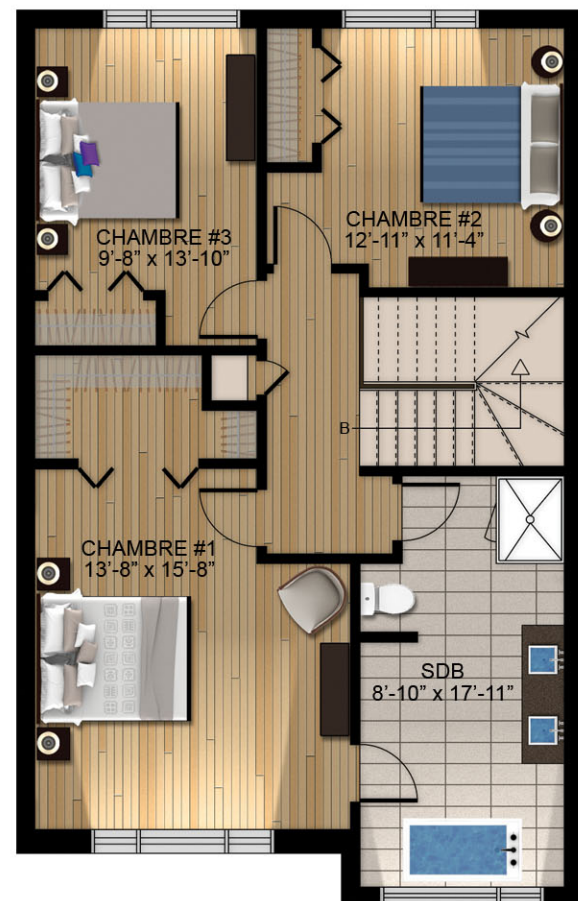 CHAMBRE #3
9’-8” x 13’-10”
CHAMBRE #2
12’-11” x 11’-4”
B
CHAMBRE #1
13’-8” x 15’-8”
SDB
8’-10” x 17’-11”